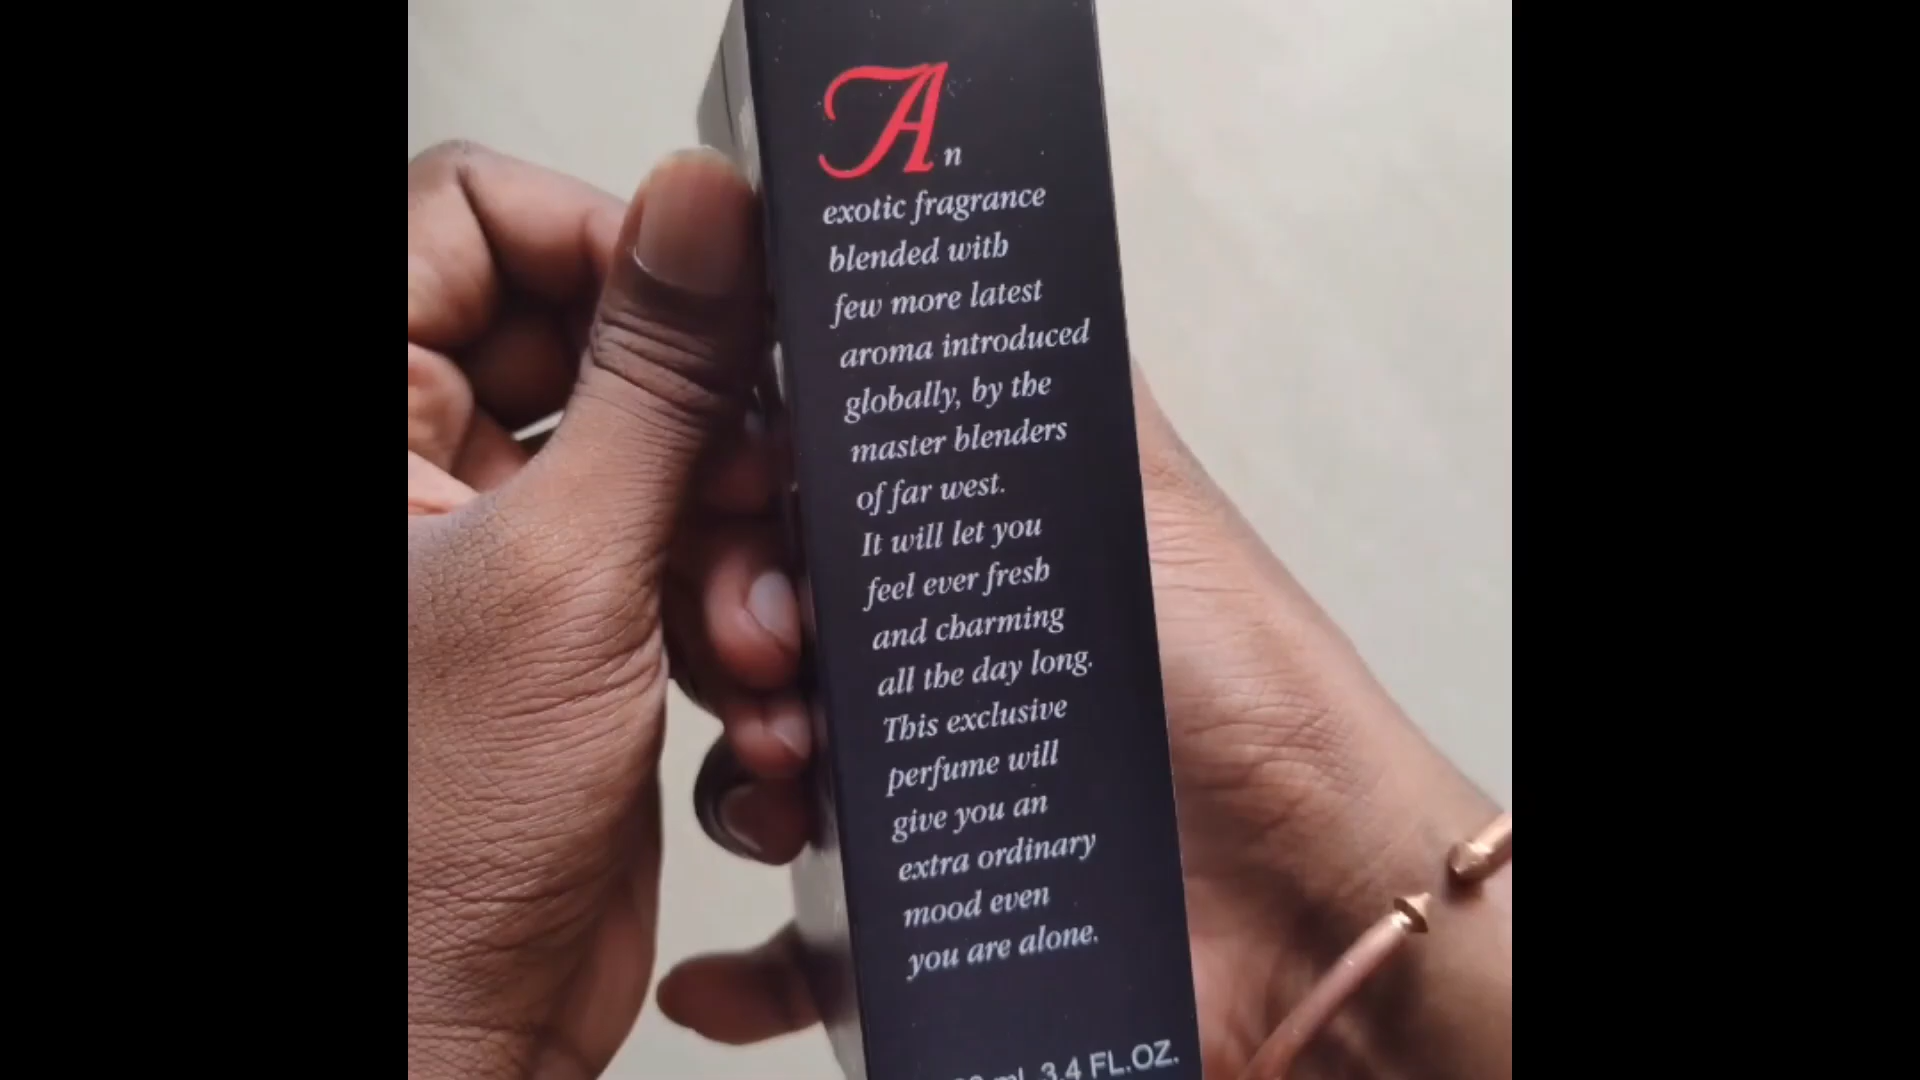 An
exotic fragrance
blended with
few more latest
aroma introduced
globally, by the
master blenders
of far west.
It will let you
feel ever fresh
and charming
all the day long.
This exclusive
perfume will
give you an
extra ordinary
mood even
you are alone.
ml 3.4 FL.OZ.